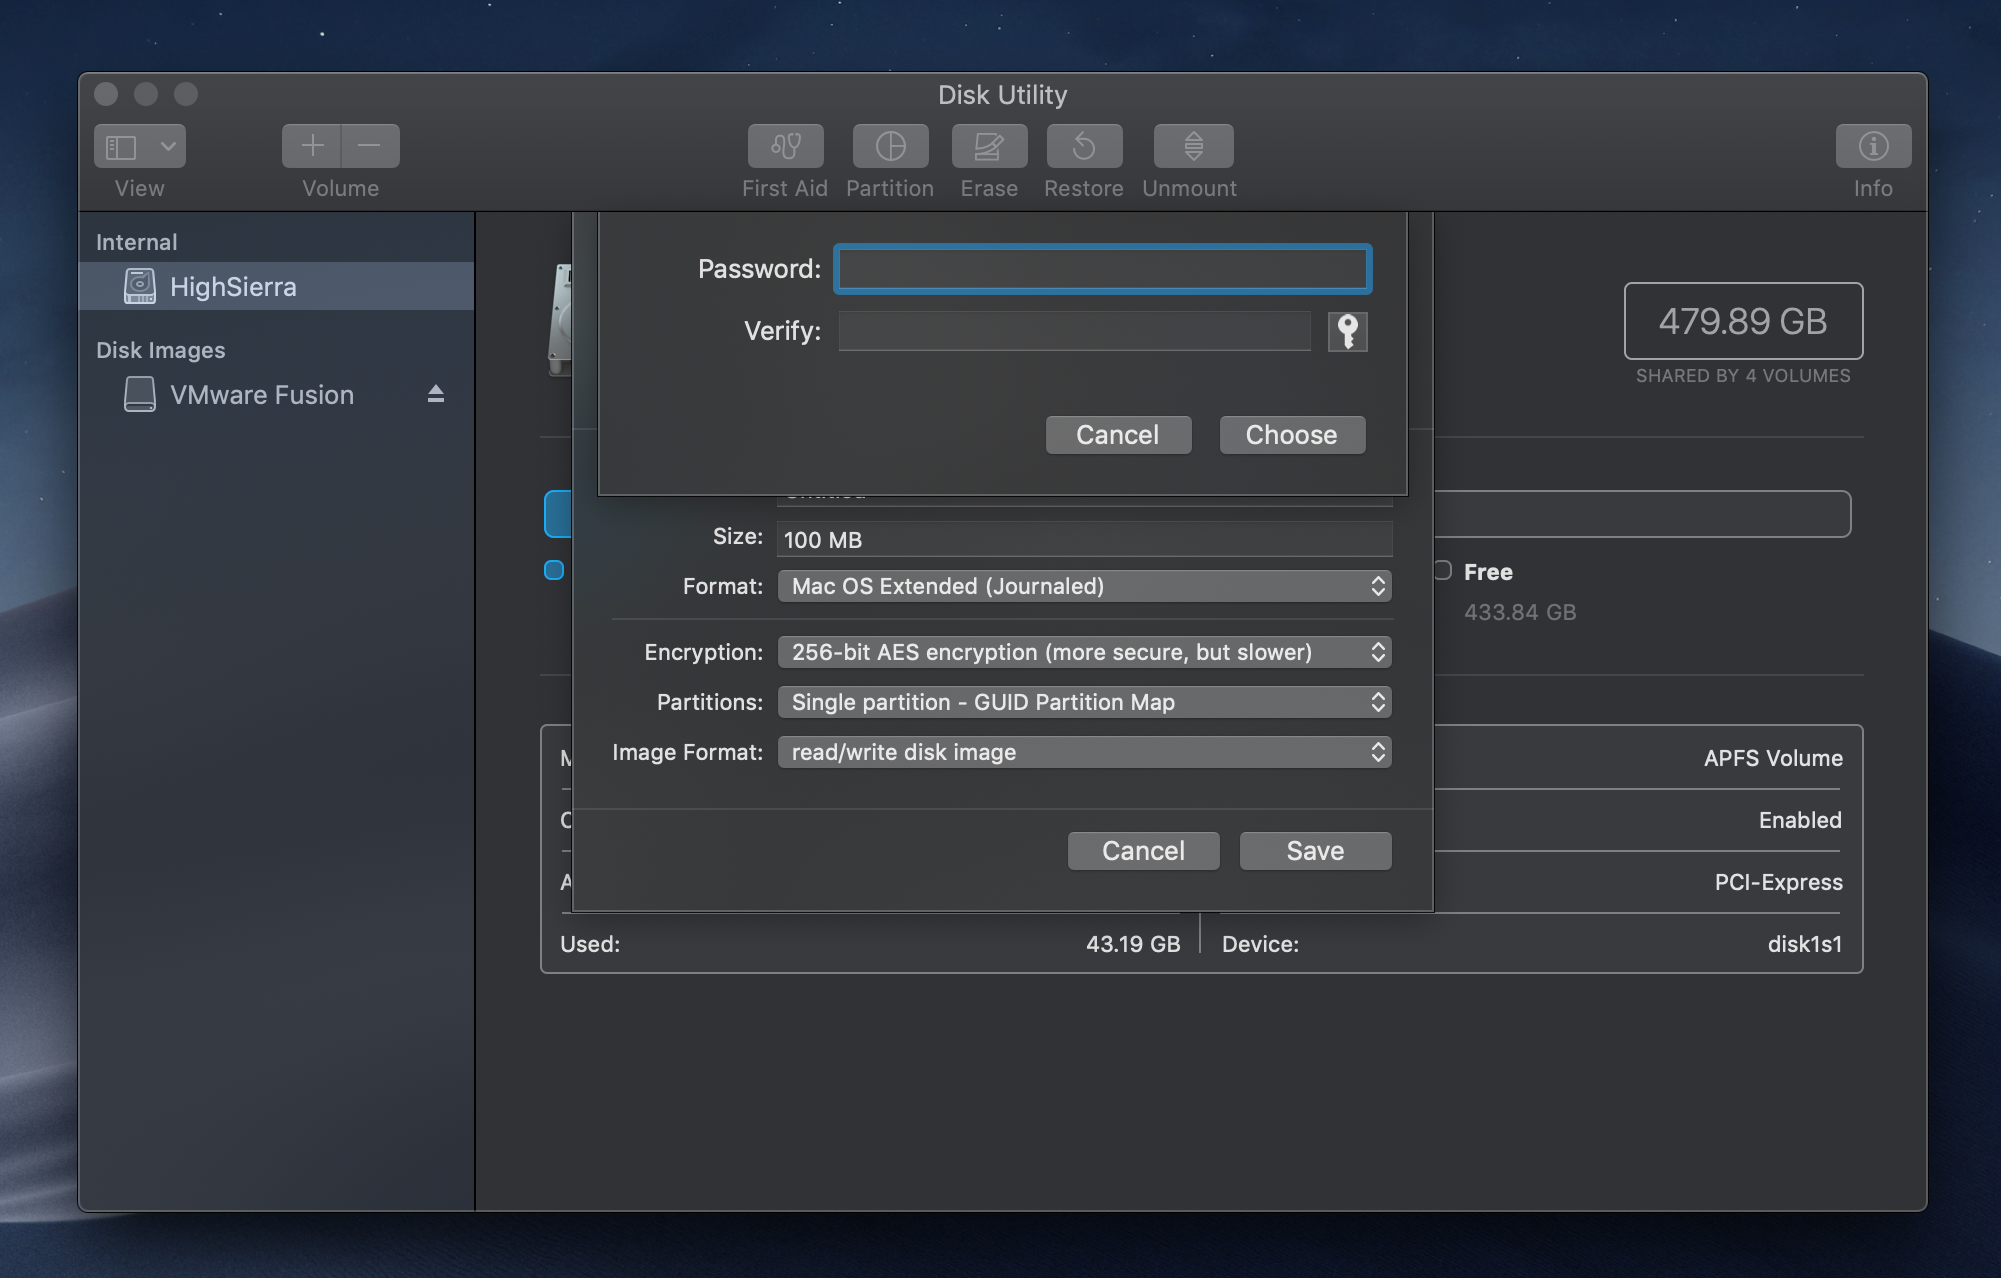 Disk Utility
View
Volume
First Aid
Partition
Erase
Restore
Unmount
Info
Internal
HighSierra
Disk Images
VMware Fusion
Password:
Verify:
Cancel
Choose
479.89 GB
SHARED BY 4 VOLUMES
Size:
100 MB
Format:
Mac OS Extended (Journaled)
Encryption:
256-bit AES encryption (more secure, but slower)
Partitions:
Single partition - GUID Partition Map
Image Format:
read/write disk image
Cancel
Save
Free
433.84 GB
APFS Volume
Enabled
PCI-Express
Used:
43.19 GB
Device:
disk1s1